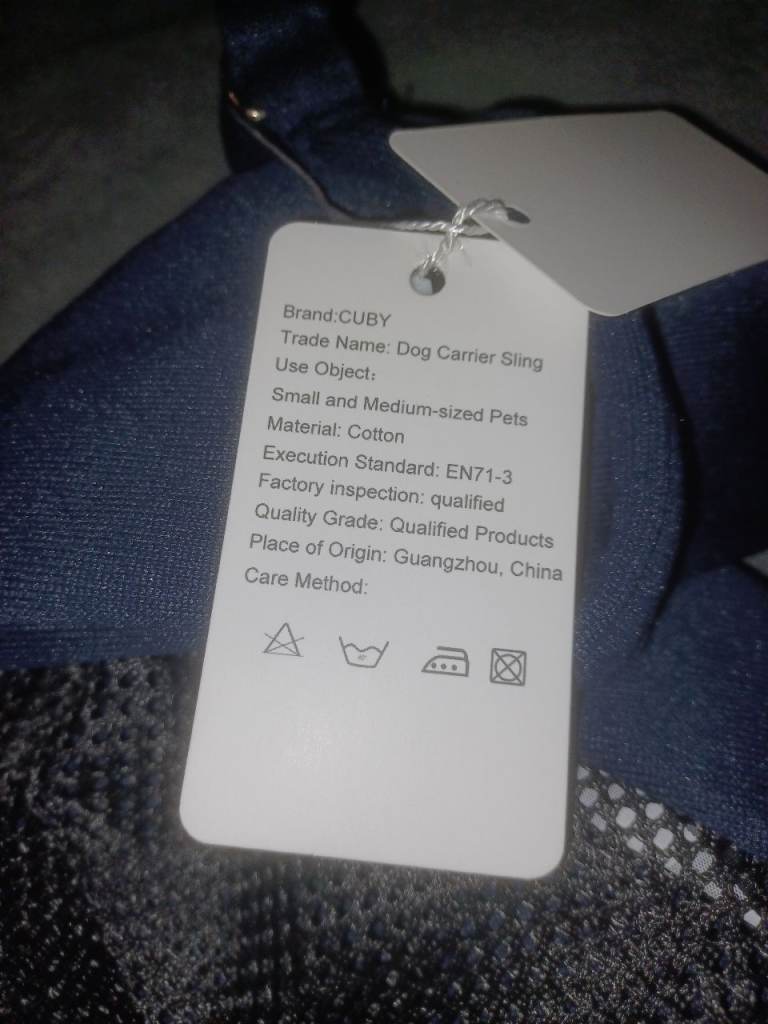 Brand:CUBY
Trade Name: Dog Carrier Sling
Use Object：
Small and Medium-sized Pets
Material: Cotton
Execution Standard: EN71-3
Factory inspection: qualified
Quality Grade: Qualified Products
Place of Origin: Guangzhou, China
Care Method: